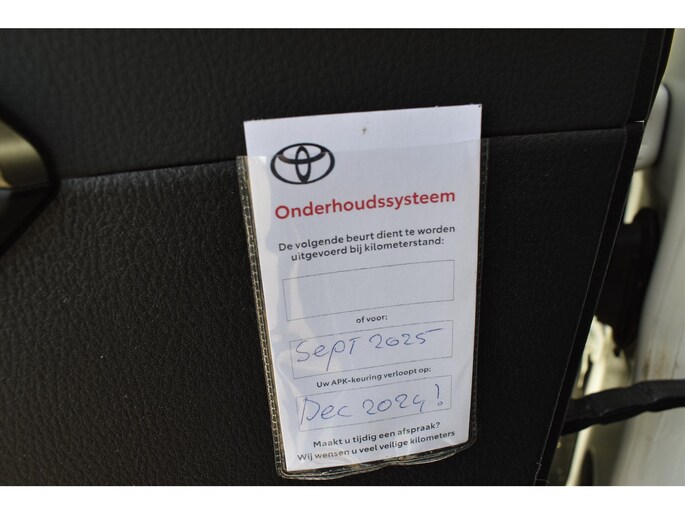 Onderhoudssysteem
De volgende beurt dient te worden
uitgevoerd bij kilometerstand:
of voor:
Sept 2025
Uw APK-keuring verloopt op:
Dec 2024!
Maakt u tijdig een afspraak?
Wij wensen u veel veilige kilometers